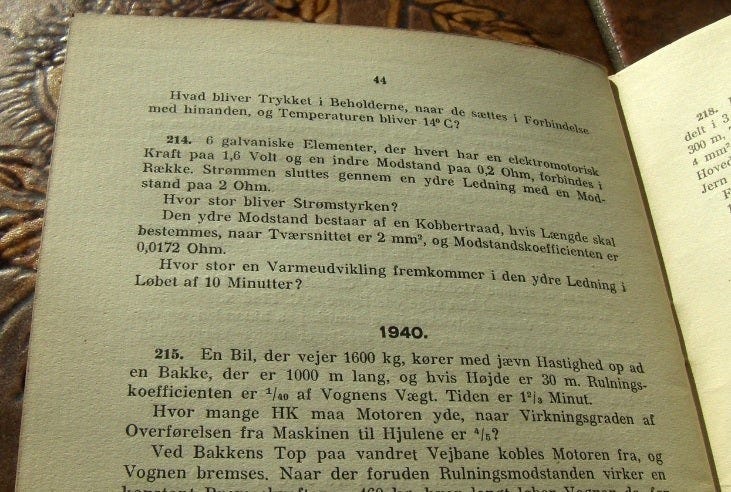 44
Hvad bliver Trykket i Beholderne, naar de sættes i Forbindelse
med hinanden, og Temperaturen bliver 14° C?
214. 6 galvaniske Elementer, der hvert har en elektromotorisk
Kraft paa 1,6 Volt og en indre Modstand paa 0,2 Ohm, forbindes i
Række. Strømmen sluttes gennem en ydre Ledning med en Mod-
stand paa 2 Ohm.
Hvor stor bliver Strømstyrken?
Den ydre Modstand bestaar af en Kobbertraad, hvis Længde skal
bestemmes, naar Tværsnittet er 2 mm², og Modstandskoefficienten er
0,0172 Ohm.
Hvor stor en Varmeudvikling fremkommer i den ydre Ledning i
Løbet af 10 Minutter?
1940.
215. En Bil, der vejer 1600 kg, kører med jævn Hastighed op ad
en Bakke, der er 1000 m lang, og hvis Højde er 30 m. Rulnings-
koefficienten er ¹/₄₀ af Vognens Vægt. Tiden er 1²/₃ Minut.
Hvor mange HK maa Motoren yde, naar Virkningsgraden af
Overførelsen fra Maskinen til Hjulene er ⁴/₅?
Ved Bakkens Top paa vandret Vejbane kobles Motoren fra, og
Vognen bremses. Naar der foruden Rulningsmodstanden virker en
218.
delt i 3
300 m,
4 mm²
Hoved
Jern